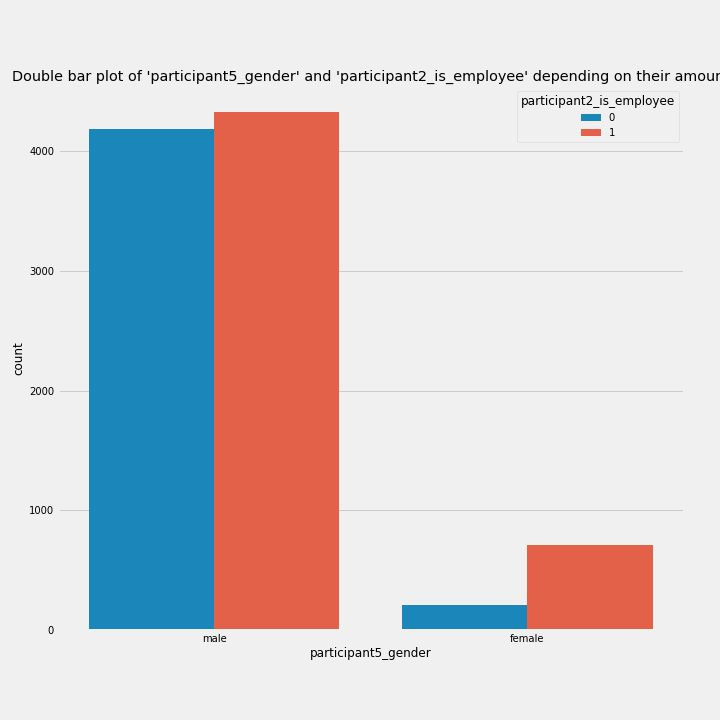 Double bar plot of 'participant5_gender' and 'participant2_is_employee' depending on their amour
participant2_is_employee
0
1
4000
3000
2000
1000
0
count
male
female
participant5_gender